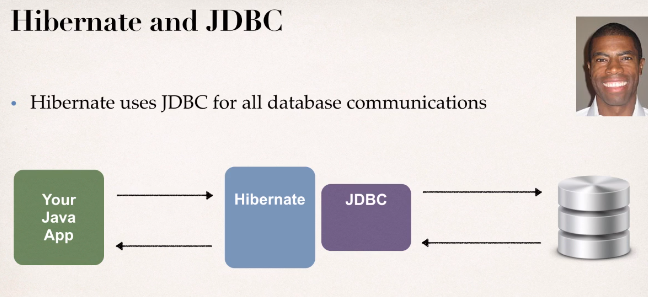 Hibernate and JDBC
• Hibernate uses JDBC for all database communications
Your
Java
App
Hibernate
JDBC